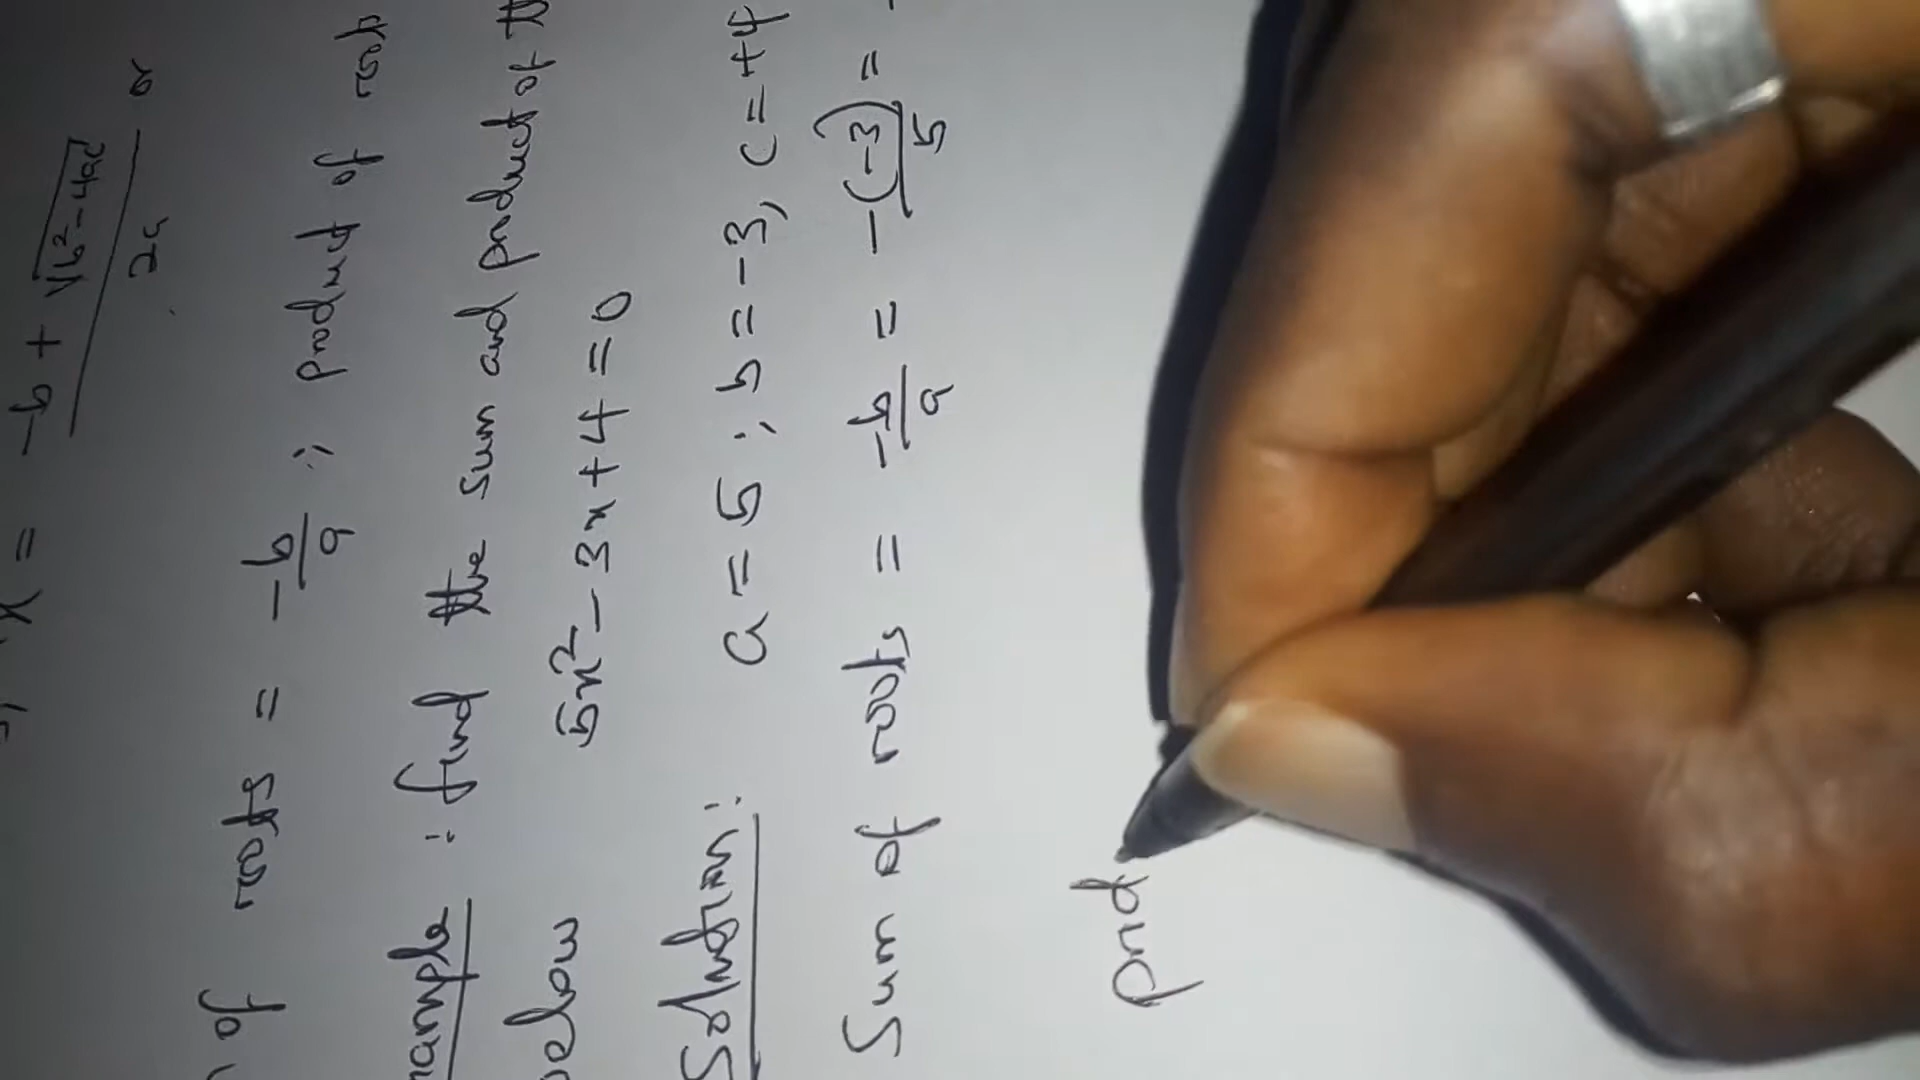 x = -b + √b²-4ac / 2a or
of roots = -b/a ; product of roots
example : find the sum and product of
below 5x² - 3x + 4 = 0
Solution: a = 5 ; b = -3, c = +4
Sum of roots = -b/a = -(-3)/5 =
prod